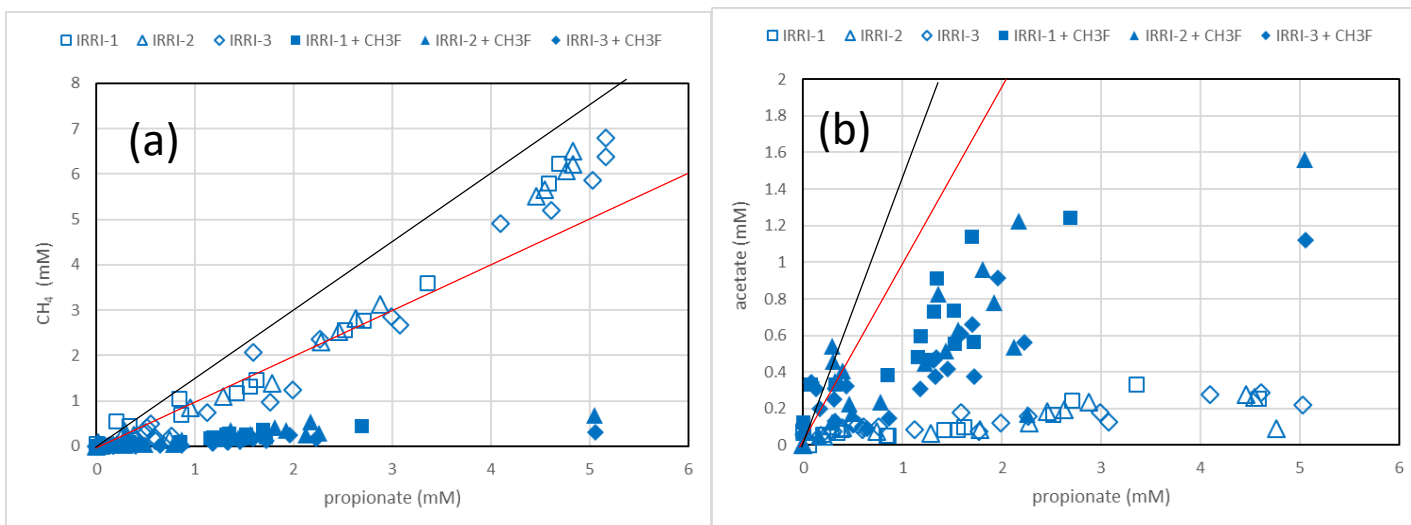 IRRI-1 IRRI-2 IRRI-3 IRRI-1 + CH3F IRRI-2 + CH3F IRRI-3 + CH3F
8
7
6
5
4
3
2
1
0
CH₄ (mM)
(a)
0 1 2 3 4 5 6
propionate (mM)
IRRI-1 IRRI-2 IRRI-3 IRRI-1 + CH3F IRRI-2 + CH3F IRRI-3 + CH3F
2
1.8
1.6
1.4
1.2
1
0.8
0.6
0.4
0.2
0
acetate (mM)
(b)
0 1 2 3 4 5 6
propionate (mM)